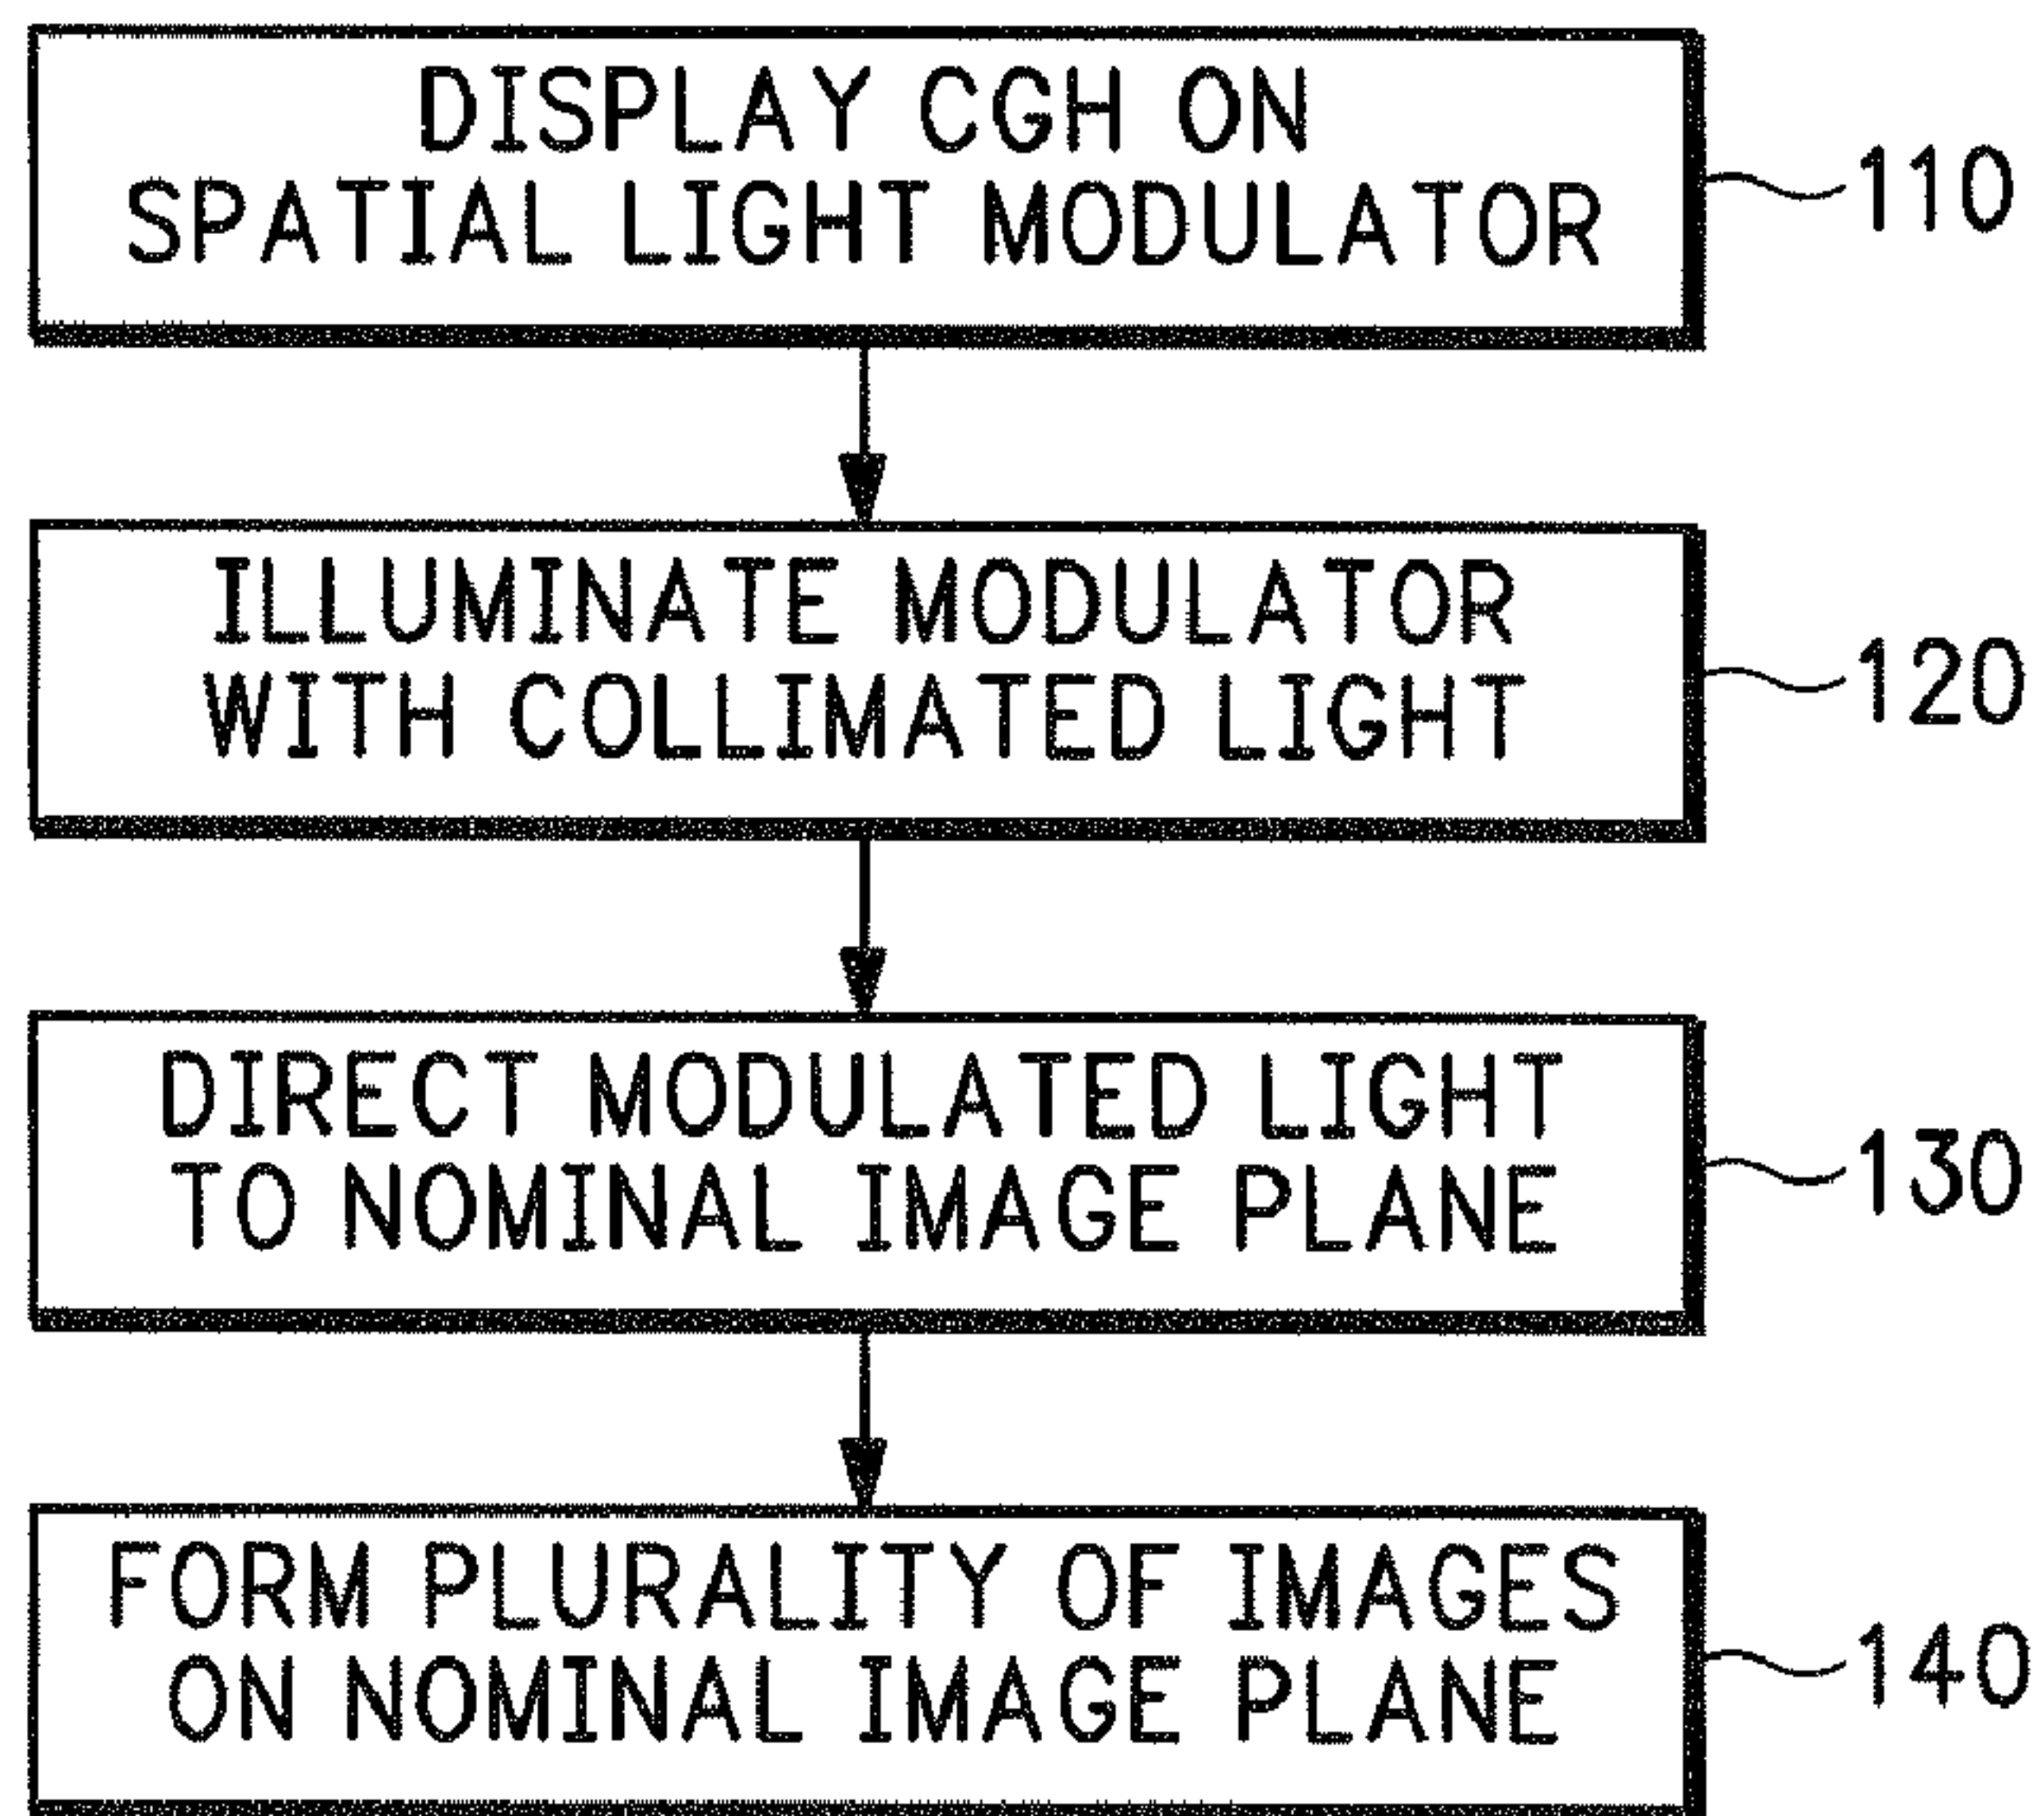 DISPLAY CGH ON
SPATIAL LIGHT MODULATOR
110
ILLUMINATE MODULATOR
WITH COLLIMATED LIGHT
120
DIRECT MODULATED LIGHT
TO NOMINAL IMAGE PLANE
130
FORM PLURALITY OF IMAGES
ON NOMINAL IMAGE PLANE
140